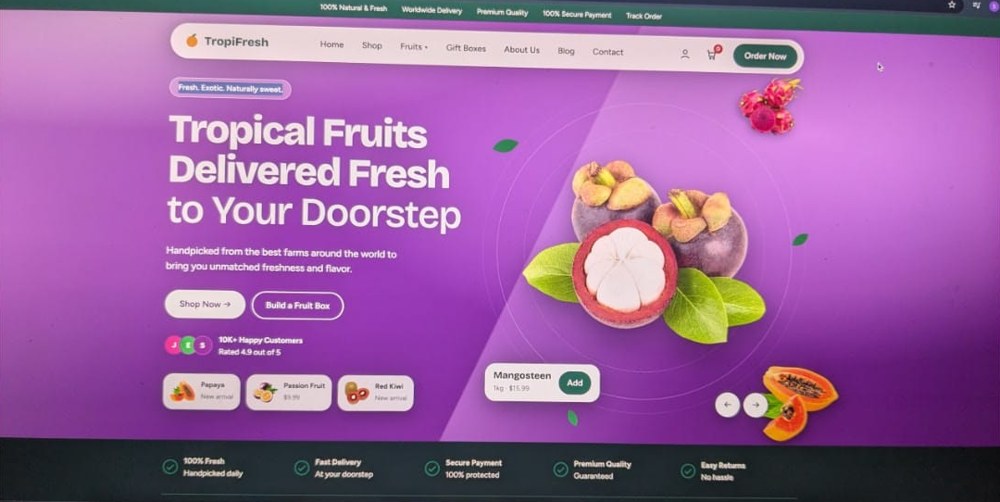 100% Natural & Fresh
Worldwide Delivery
Premium Quality
100% Secure Payment
Track Order
TropiFresh
Home
Shop
Fruits
Gift Boxes
About Us
Blog
Contact
Order Now
Fresh. Exotic. Naturally sweet.
Tropical Fruits
Delivered Fresh
to Your Doorstep
Handpicked from the best farms around the world to
bring you unmatched freshness and flavor.
Shop Now →
Build a Fruit Box
J E S
10K+ Happy Customers
Rated 4.9 out of 5
Papaya
New arrival
Passion Fruit
$9.99
Red Kiwi
New arrival
Mangosteen
1kg · $15.99
Add
← →
100% Fresh
Handpicked daily
Fast Delivery
At your doorstep
Secure Payment
100% protected
Premium Quality
Guaranteed
Easy Returns
No hassle